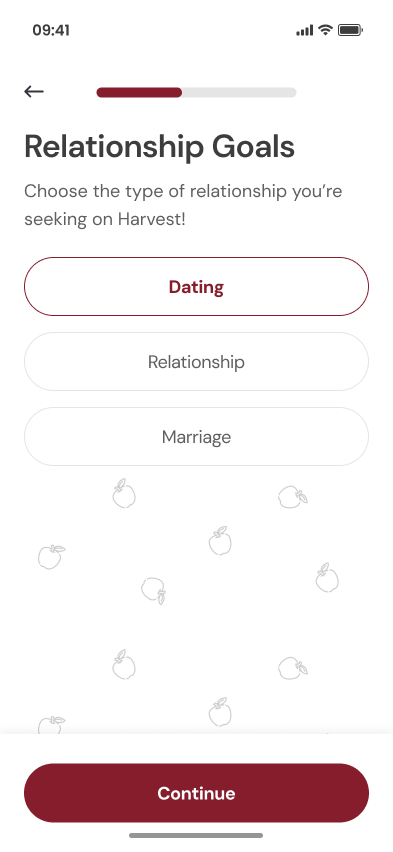 09:41
Relationship Goals
Choose the type of relationship you’re
seeking on Harvest!
Dating
Relationship
Marriage
Continue